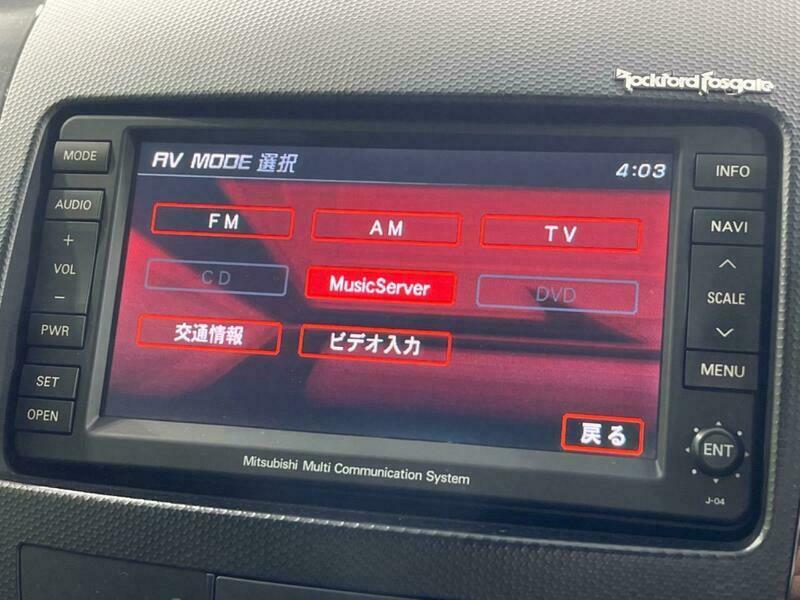 Rockford Fosgate
MODE
AV MODE 選択
4:03
INFO
AUDIO
FM
AM
TV
NAVI
+
VOL
−
CD
MusicServer
DVD
SCALE
PWR
交通情報
ビデオ入力
MENU
SET
OPEN
戻る
ENT
Mitsubishi Multi Communication System
J-04